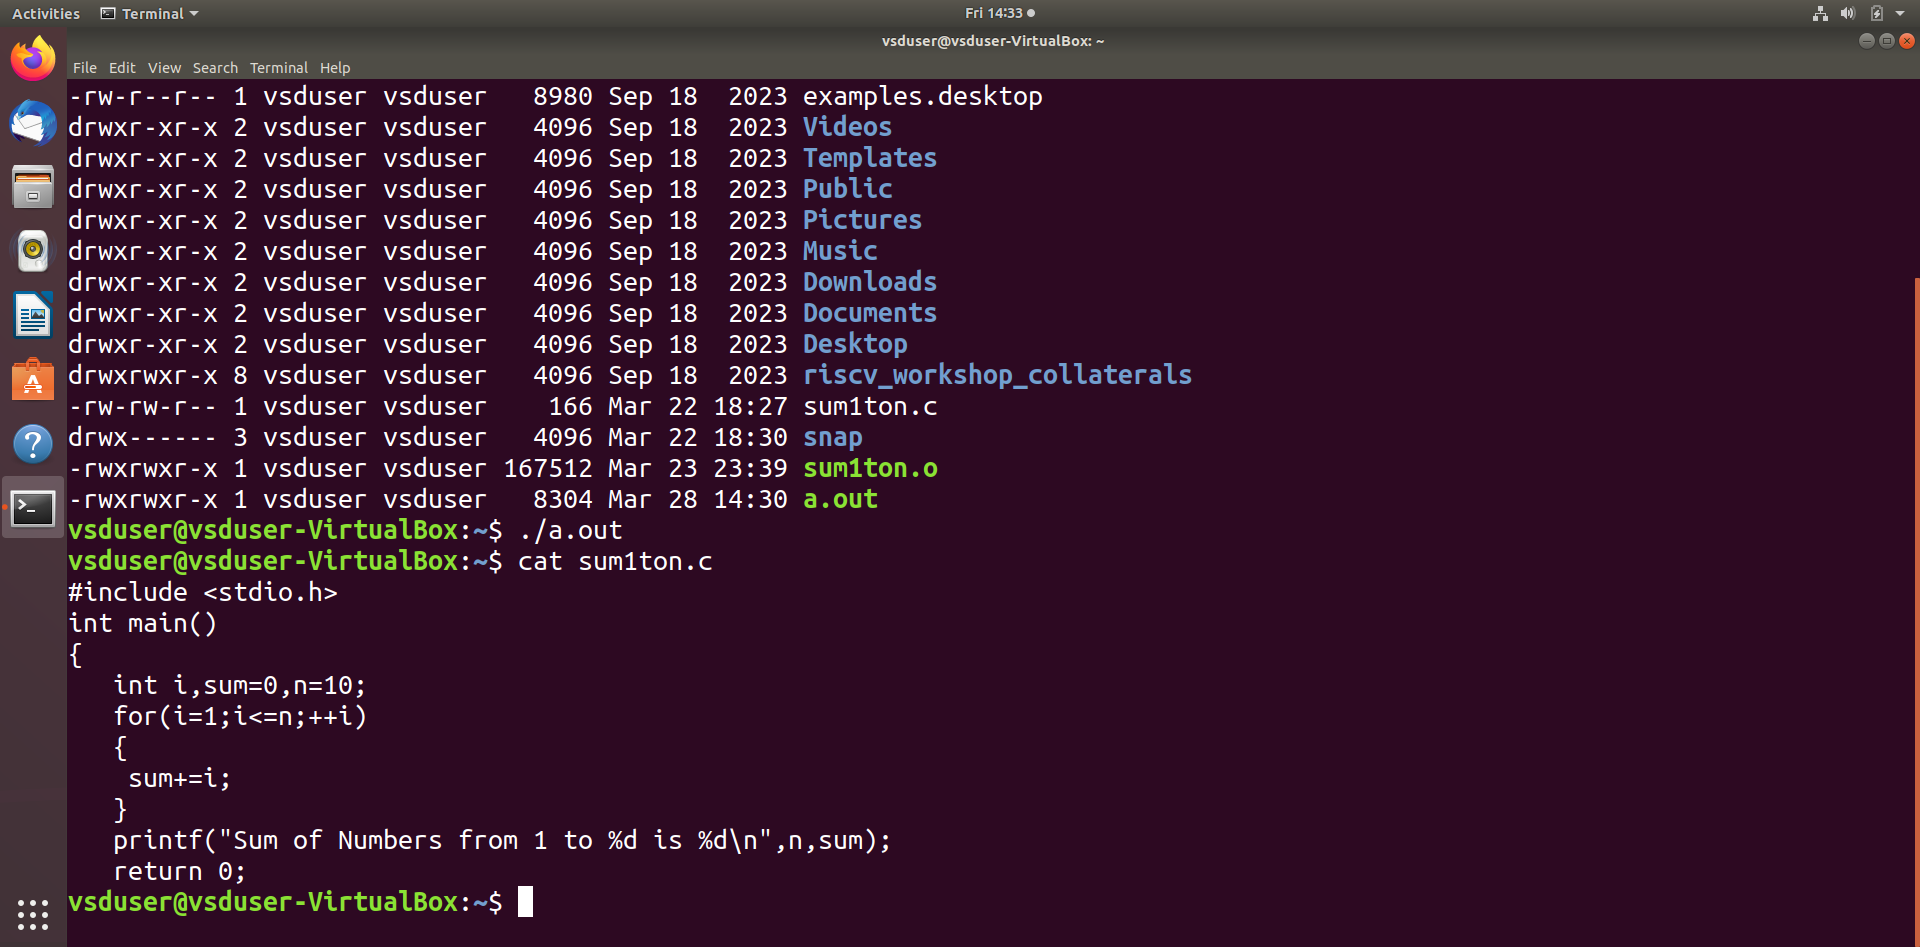 Activities Terminal Fri 14:33
vsduser@vsduser-VirtualBox: ~
File Edit View Search Terminal Help
-rw-r--r-- 1 vsduser vsduser   8980 Sep 18  2023 examples.desktop
drwxr-xr-x 2 vsduser vsduser   4096 Sep 18  2023 Videos
drwxr-xr-x 2 vsduser vsduser   4096 Sep 18  2023 Templates
drwxr-xr-x 2 vsduser vsduser   4096 Sep 18  2023 Public
drwxr-xr-x 2 vsduser vsduser   4096 Sep 18  2023 Pictures
drwxr-xr-x 2 vsduser vsduser   4096 Sep 18  2023 Music
drwxr-xr-x 2 vsduser vsduser   4096 Sep 18  2023 Downloads
drwxr-xr-x 2 vsduser vsduser   4096 Sep 18  2023 Documents
drwxr-xr-x 2 vsduser vsduser   4096 Sep 18  2023 Desktop
drwxrwxr-x 8 vsduser vsduser   4096 Sep 18  2023 riscv_workshop_collaterals
-rw-rw-r-- 1 vsduser vsduser    166 Mar 22 18:27 sum1ton.c
drwx------ 3 vsduser vsduser   4096 Mar 22 18:30 snap
-rwxrwxr-x 1 vsduser vsduser 167512 Mar 23 23:39 sum1ton.o
-rwxrwxr-x 1 vsduser vsduser   8304 Mar 28 14:30 a.out
vsduser@vsduser-VirtualBox:~$ ./a.out
vsduser@vsduser-VirtualBox:~$ cat sum1ton.c
#include <stdio.h>
int main()
{
   int i,sum=0,n=10;
   for(i=1;i<=n;++i)
   {
    sum+=i;
   }
   printf("Sum of Numbers from 1 to %d is %d\n",n,sum);
   return 0;
vsduser@vsduser-VirtualBox:~$